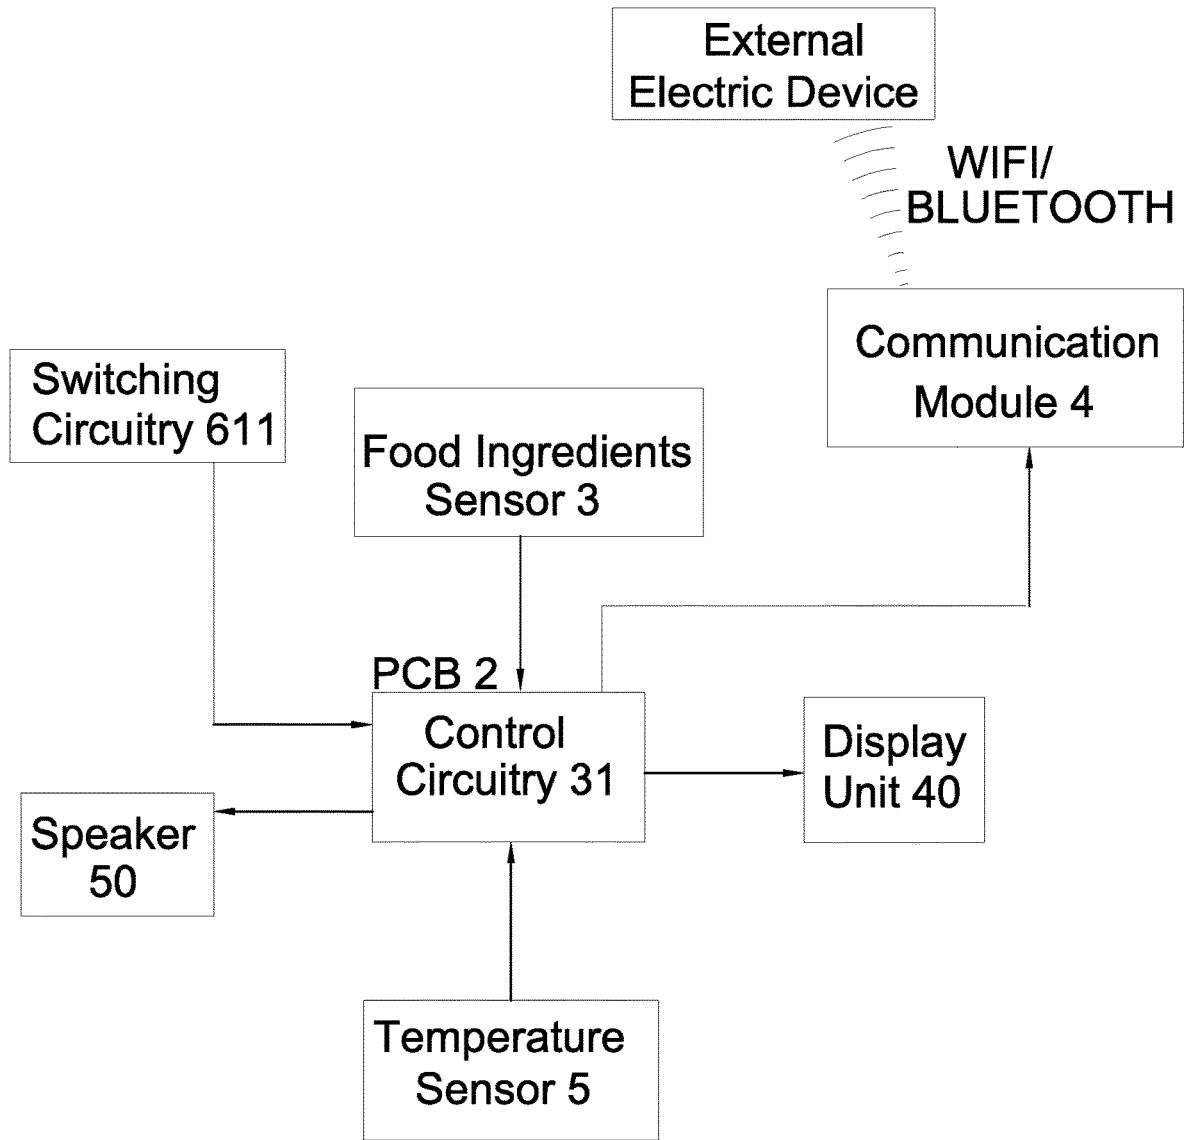 External
Electric Device
WIFI/
BLUETOOTH
Communication
Module 4
Switching
Circuitry 611
Food Ingredients
Sensor 3
PCB 2
Control
Circuitry 31
Display
Unit 40
Speaker
50
Temperature
Sensor 5